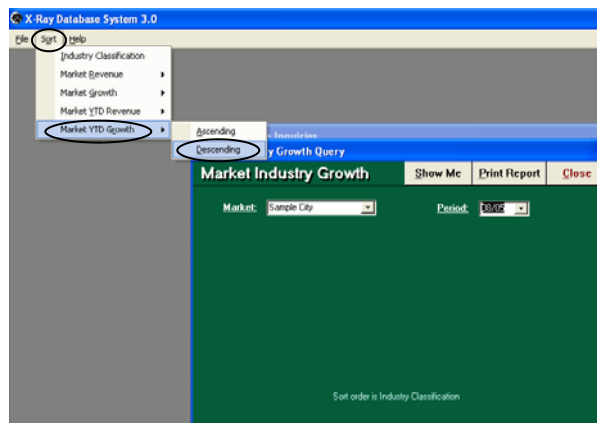 X-Ray Database System 3.0
File Sort Help
Industry Classification
Market Revenue
Market Growth
Market YTD Revenue
Market YTD Growth
Ascending
Descending
Inquiries
y Growth Query
Market Industry Growth Show Me Print Report Close
Market: Sample City Period: 08/05
Sort order is Industry Classification